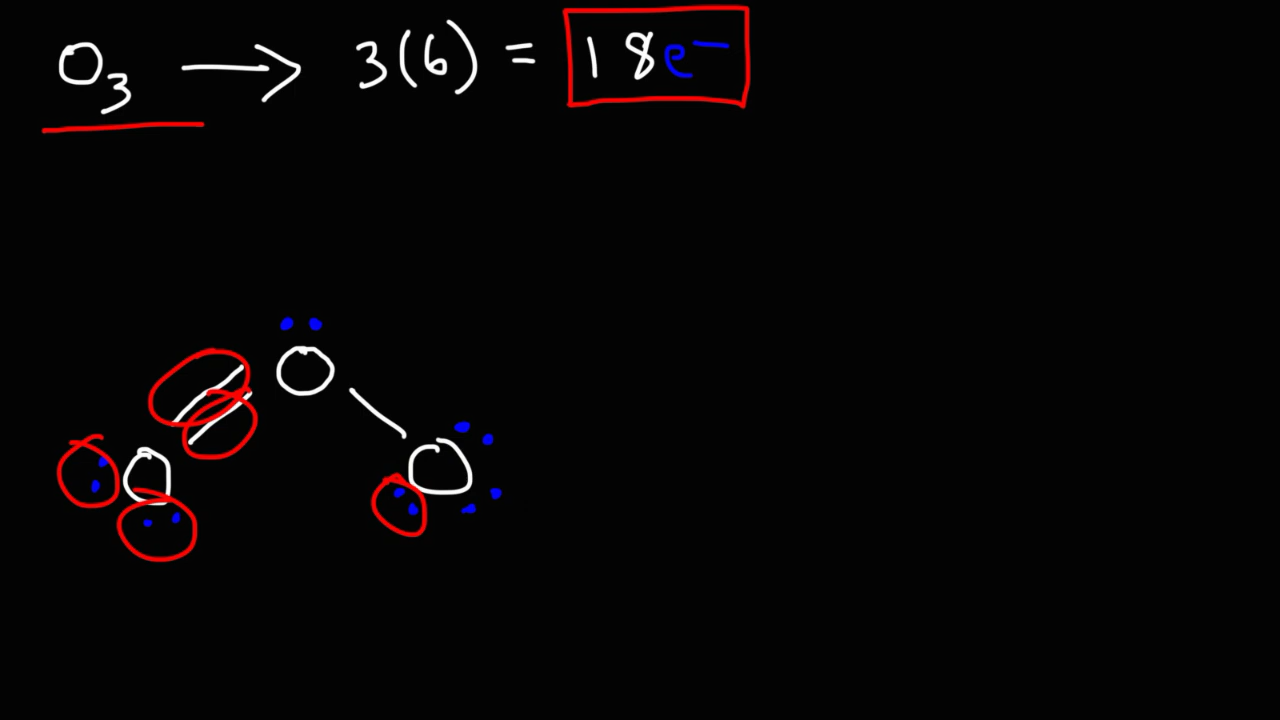 O₃ → 3(6) = 18e⁻
O
O O